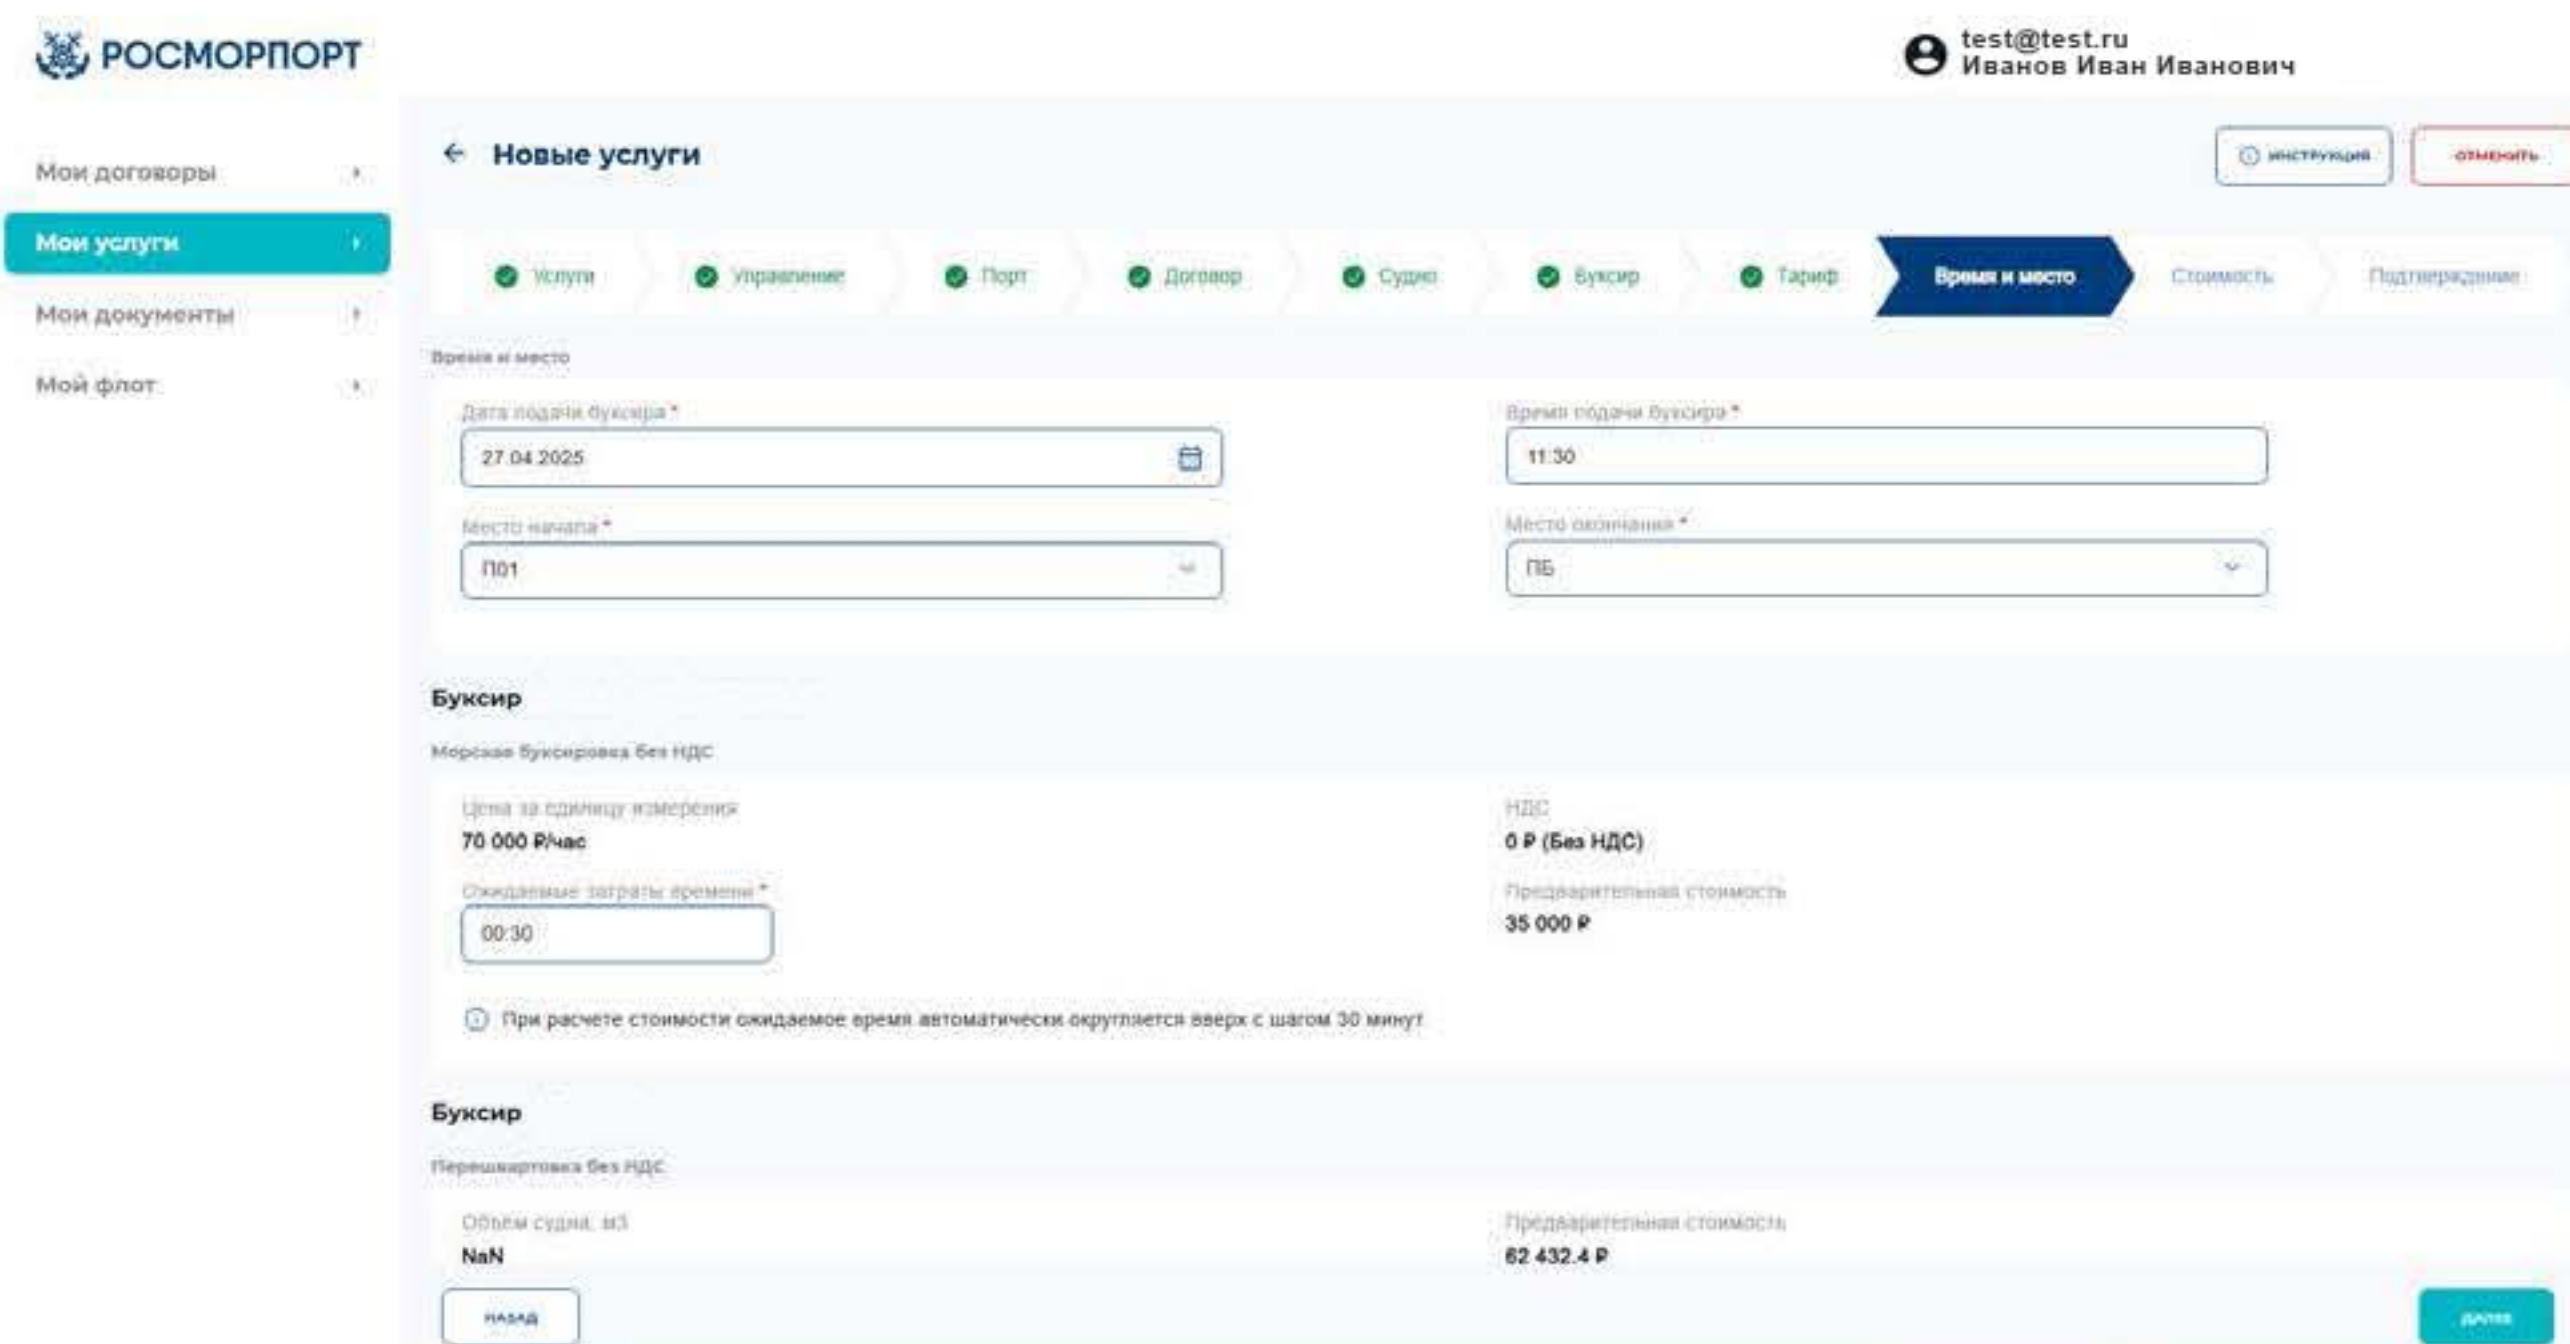 РОСМОРПОРТ
test@test.ru
Иванов Иван Иванович
Мои договоры
Мои услуги
Мои документы
Мой флот
Новые услуги
ИНСТРУКЦИЯ
ОТМЕНИТЬ
Услуги
Управление
Порт
Договор
Судно
Буксир
Тариф
Время и место
Стоимость
Подтверждение
Время и место
Дата подачи буксира *
27.04.2025
Время подачи буксира *
11:30
Место начала *
П01
Место окончания *
ПБ
Буксир
Морская буксировка без НДС
Цена за единицу измерения
70 000 ₽/час
НДС
0 ₽ (Без НДС)
Ожидаемые затраты времени *
00:30
Предварительная стоимость
35 000 ₽
При расчете стоимости ожидаемое время автоматически округляется вверх с шагом 30 минут
Буксир
Перешвартовка без НДС
Объём судна, м3
NaN
Предварительная стоимость
62 432.4 ₽
НАЗАД
ДАЛЕЕ